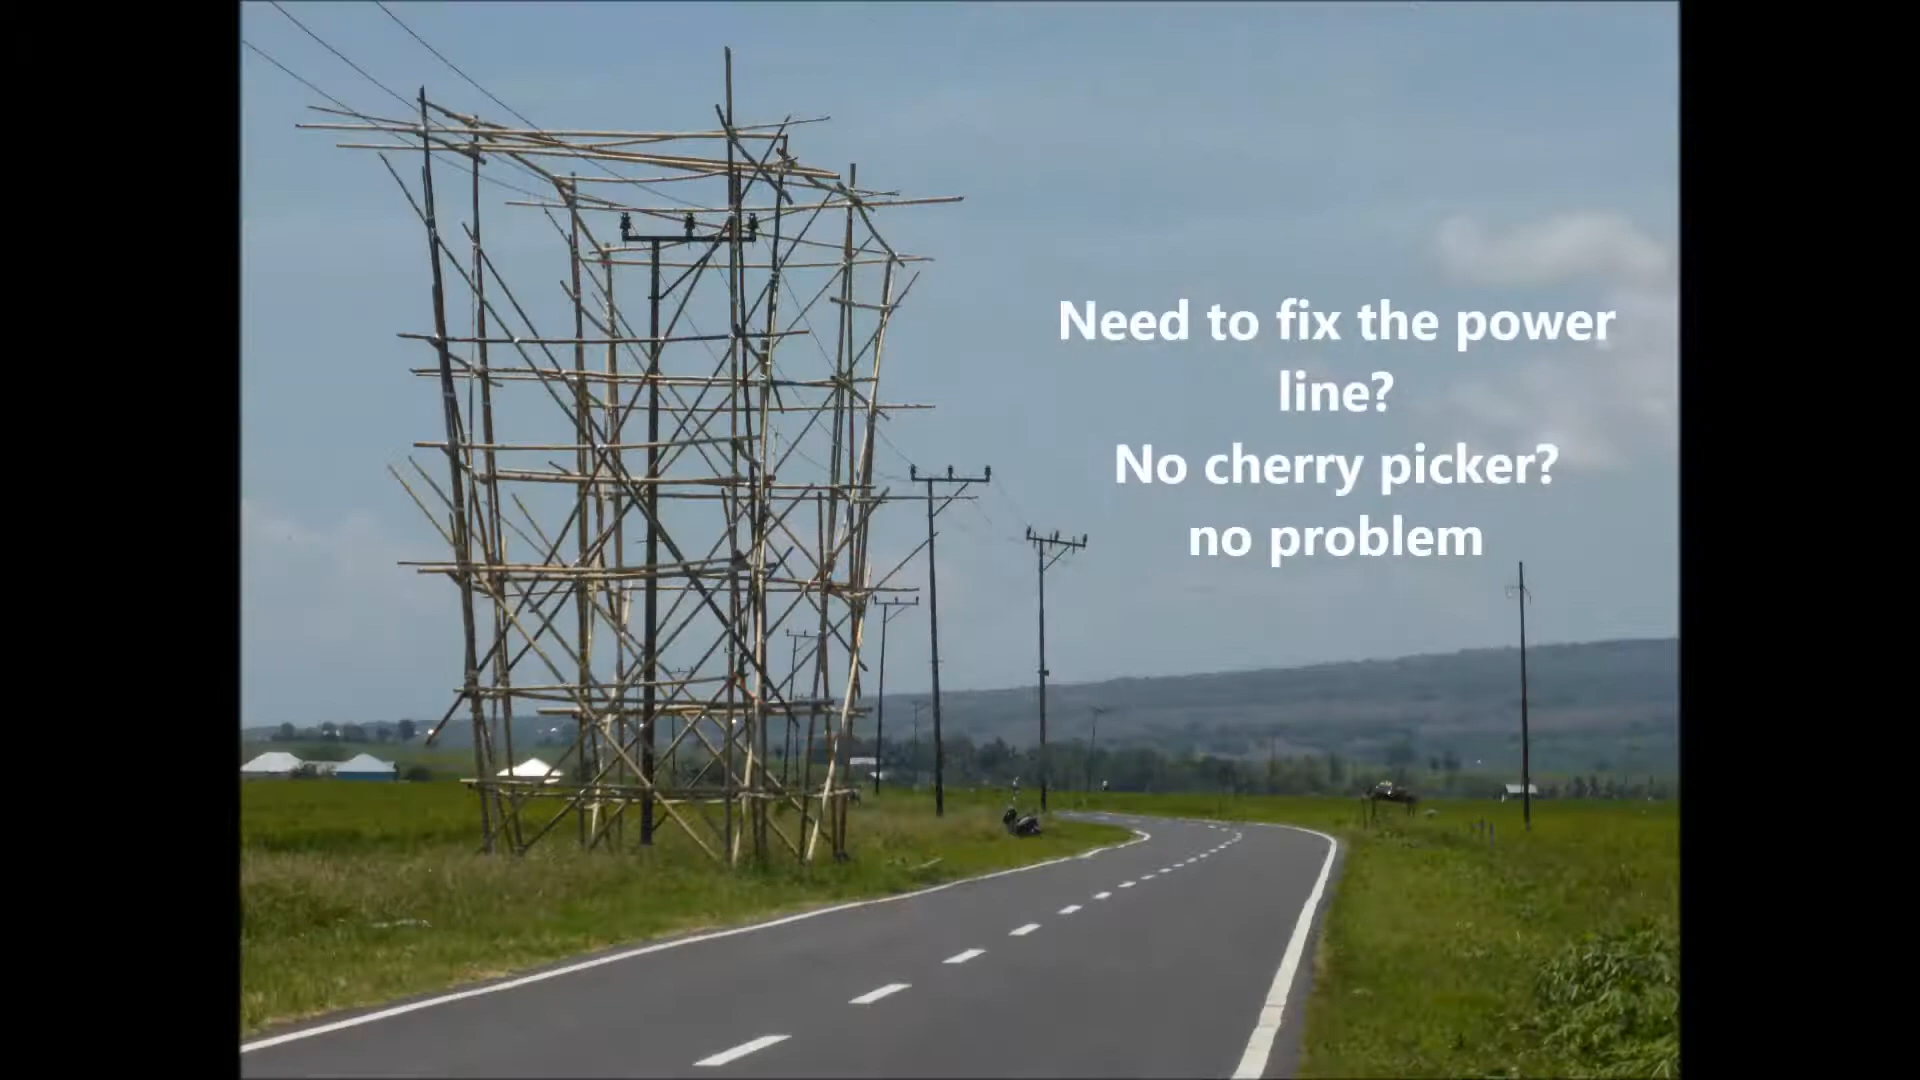 Need to fix the power
line?
No cherry picker?
no problem